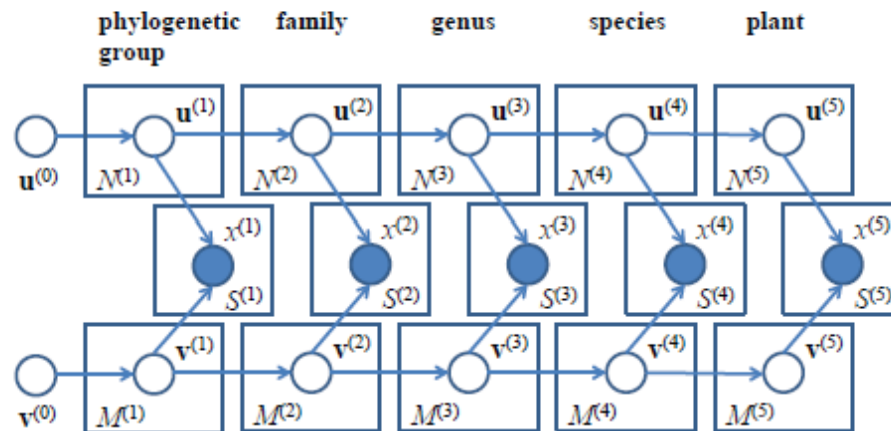 phylogenetic group family genus species plant
u(1) u(2) u(3) u(4) u(5)
u(0) N(1) N(2) N(3) N(4) N(5)
x(1) x(2) x(3) x(4) x(5)
S(1) S(2) S(3) S(4) S(5)
v(1) v(2) v(3) v(4) v(5)
v(0) M(1) M(2) M(3) M(4) M(5)